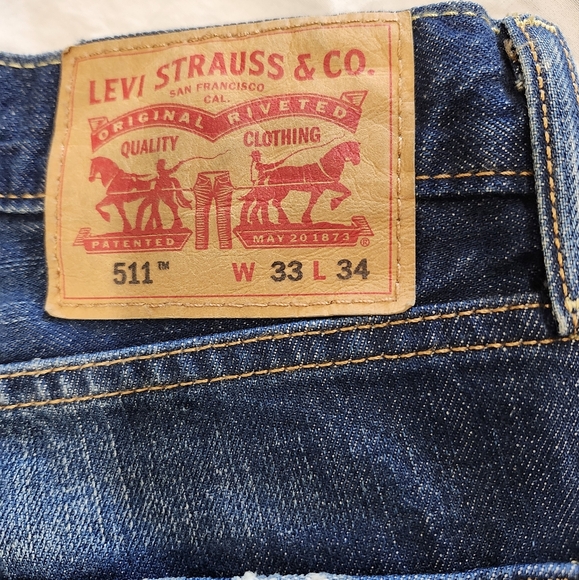 LEVI STRAUSS & CO.
SAN FRANCISCO
CAL.
ORIGINAL RIVETED
QUALITY CLOTHING
PATENTED MAY 20 1873 ®
511™ W 33 L 34